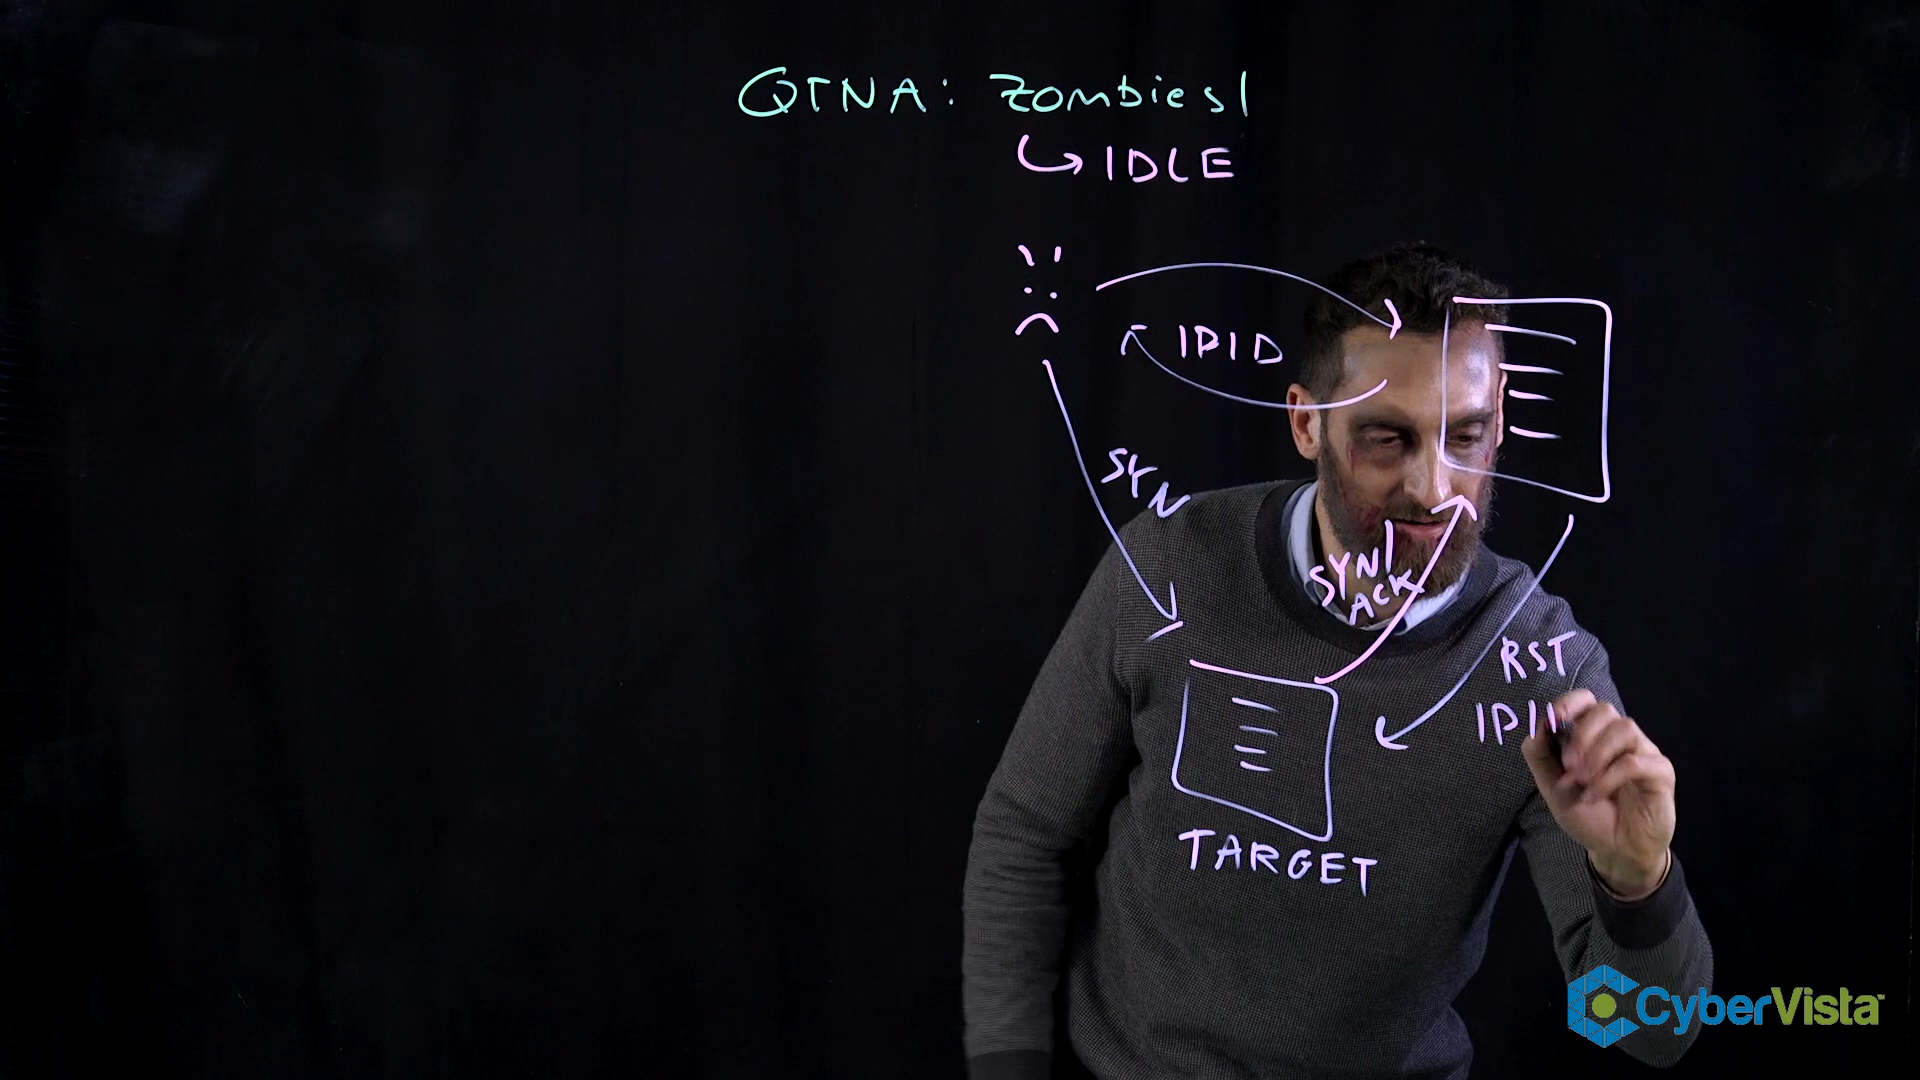 QTNA: Zombies!
IDLE
IPID
SYN
SYN/
ACK
RST
TARGET
CyberVista